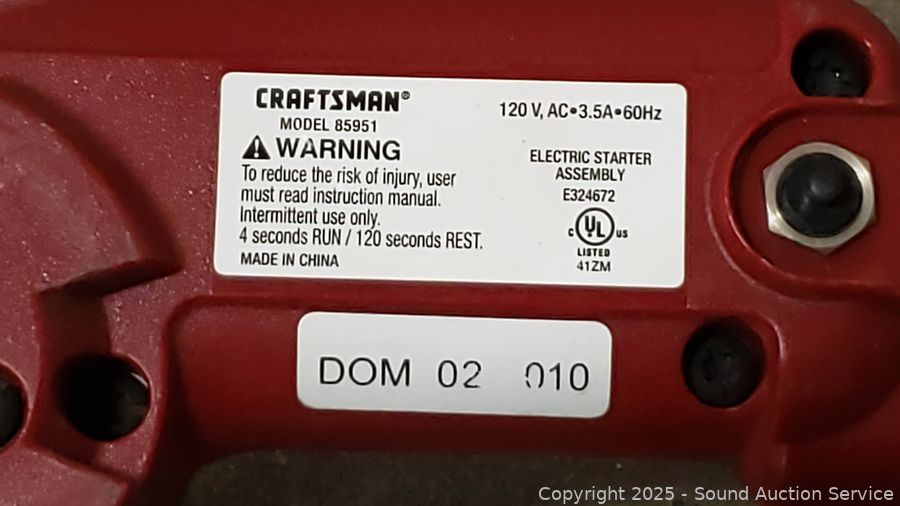 CRAFTSMAN®
MODEL 85951
⚠ WARNING
To reduce the risk of injury, user
must read instruction manual.
Intermittent use only.
4 seconds RUN / 120 seconds REST.
MADE IN CHINA
120 V, AC•3.5A•60Hz
ELECTRIC STARTER
ASSEMBLY
E324672
C UL US
LISTED
41ZM
DOM 02 010
Copyright © 2025 - Sound Auction Service